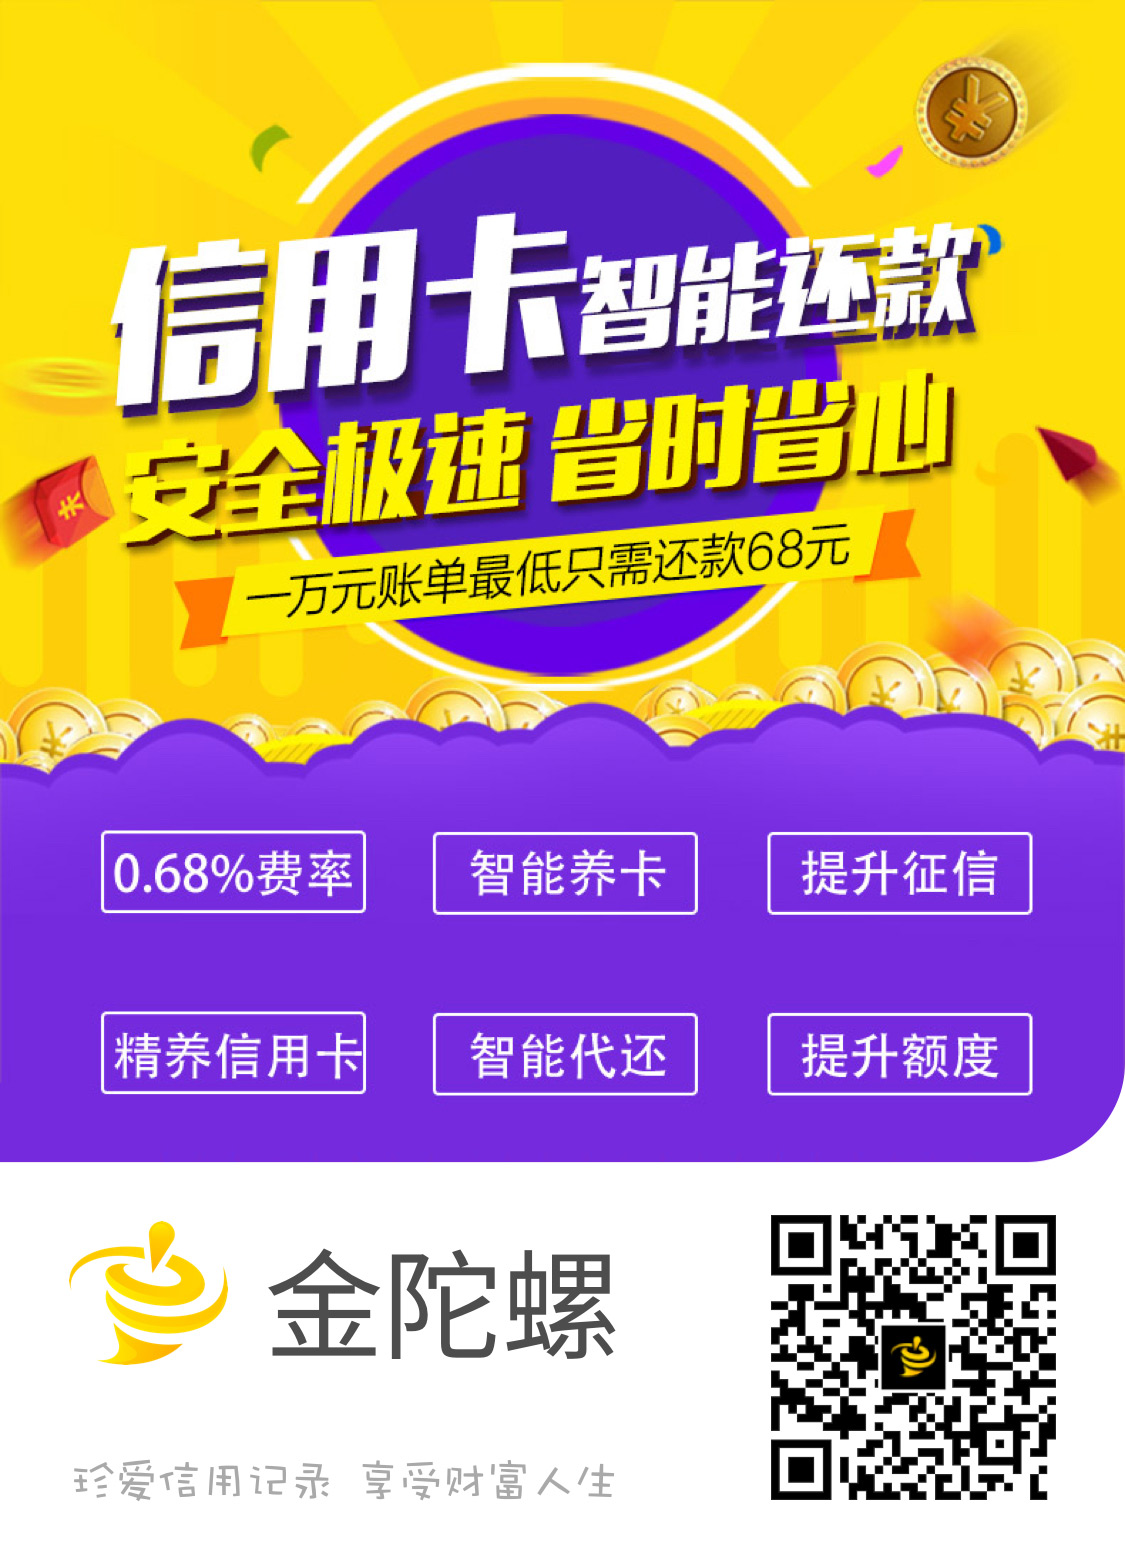 信用卡智能还款
安全极速 省时省心
一万元账单最低只需还款68元
0.68%费率
智能养卡
提升征信
精养信用卡
智能代还
提升额度
金陀螺
珍爱信用记录 享受财富人生